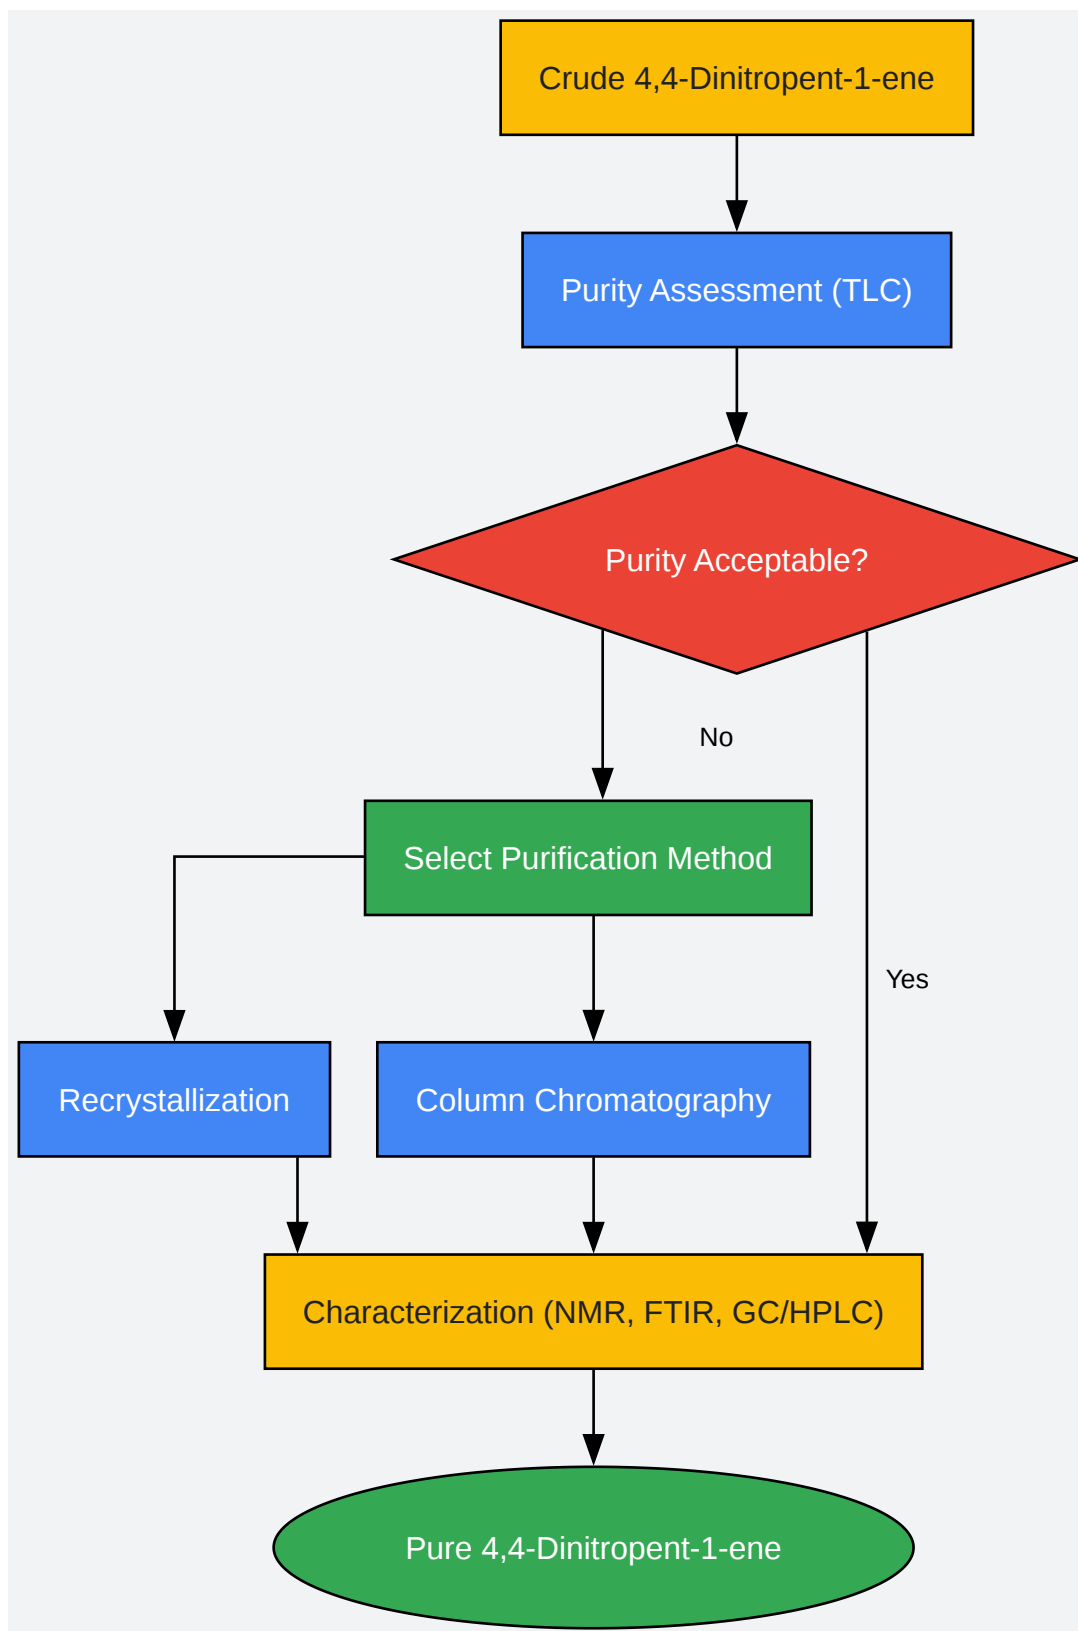 Crude 4,4-Dinitropent-1-ene
Purity Assessment (TLC)
Purity Acceptable?
No
Select Purification Method
Yes
Recrystallization
Column Chromatography
Characterization (NMR, FTIR, GC/HPLC)
Pure 4,4-Dinitropent-1-ene